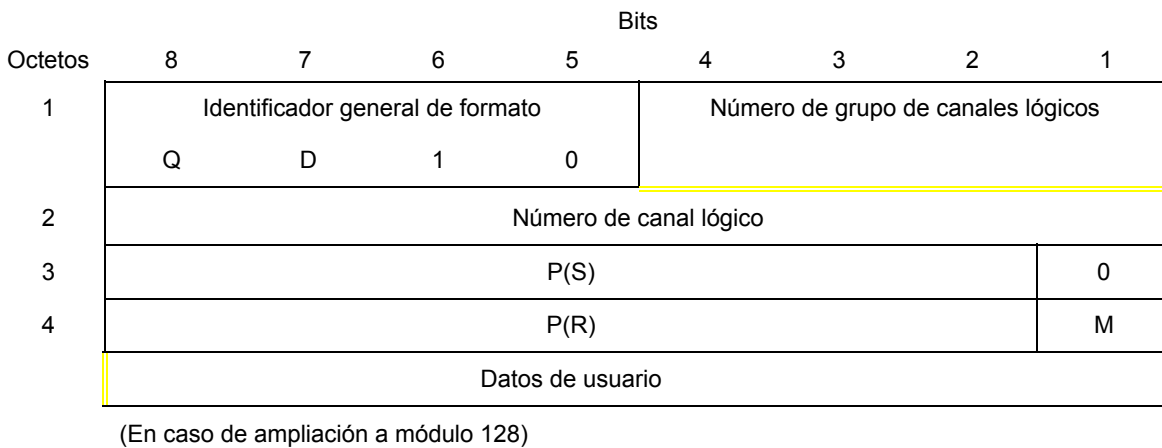 Bits
Octetos 8 7 6 5 4 3 2 1
1 Identificador general de formato Número de grupo de canales lógicos
Q D 1 0
2 Número de canal lógico
3 P(S) 0
4 P(R) M
Datos de usuario
(En caso de ampliación a módulo 128)